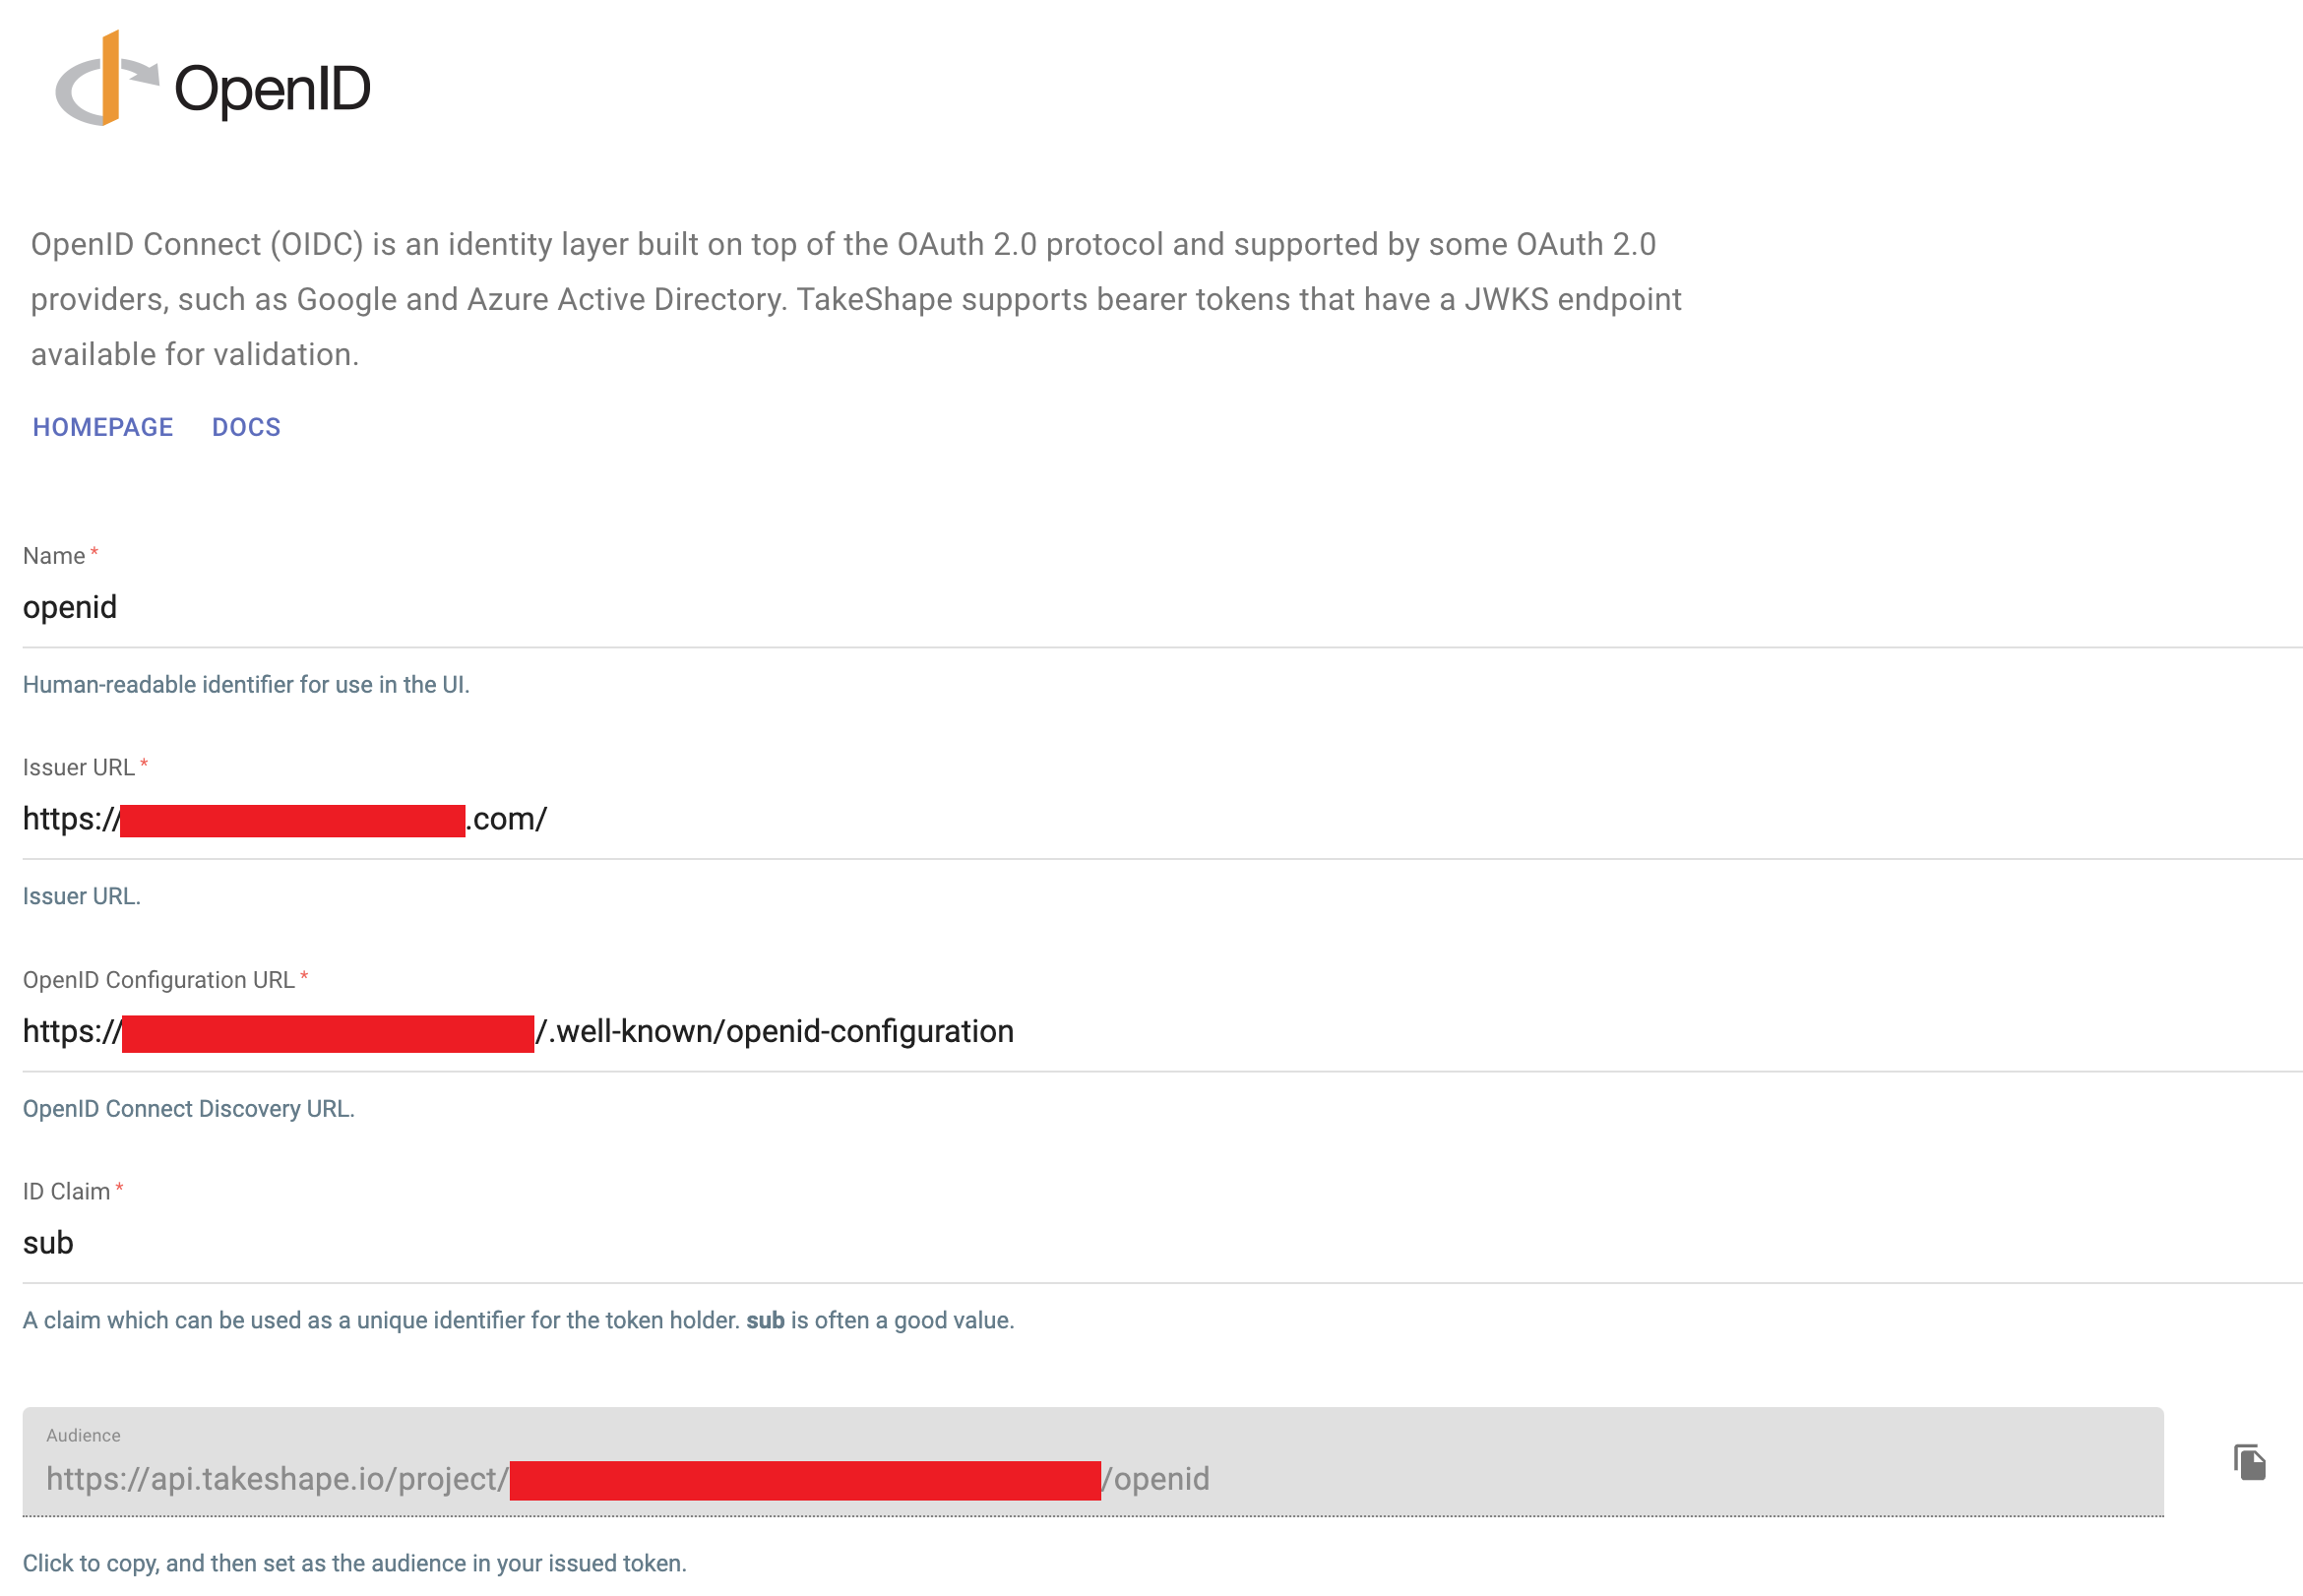 OpenID
OpenID Connect (OIDC) is an identity layer built on top of the OAuth 2.0 protocol and supported by some OAuth 2.0
providers, such as Google and Azure Active Directory. TakeShape supports bearer tokens that have a JWKS endpoint
available for validation.
HOMEPAGE DOCS
Name *
openid
Human-readable identifier for use in the UI.
Issuer URL *
https:// .com/
Issuer URL.
OpenID Configuration URL *
https:// /.well-known/openid-configuration
OpenID Connect Discovery URL.
ID Claim *
sub
A claim which can be used as a unique identifier for the token holder. sub is often a good value.
Audience
https://api.takeshape.io/project/ /openid
Click to copy, and then set as the audience in your issued token.